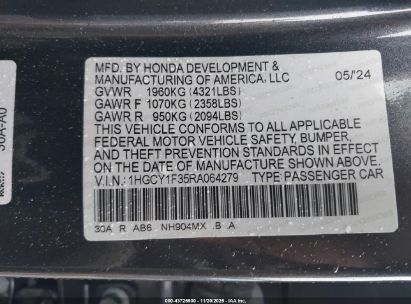 MFD. BY HONDA DEVELOPMENT &
MANUFACTURING OF AMERICA, LLC
05/'24
GVWR 1960KG (4321LBS)
GAWR F 1070KG (2358LBS)
GAWR R 950KG (2094LBS)
THIS VEHICLE CONFORMS TO ALL APPLICABLE
FEDERAL MOTOR VEHICLE SAFETY, BUMPER,
AND THEFT PREVENTION STANDARDS IN EFFECT
ON THE DATE OF MANUFACTURE SHOWN ABOVE.
V.I.N.: 1HGCY1F35RA064279 TYPE PASSENGER CAR
30A R AB6 NH904MX .B .A
30A-A0